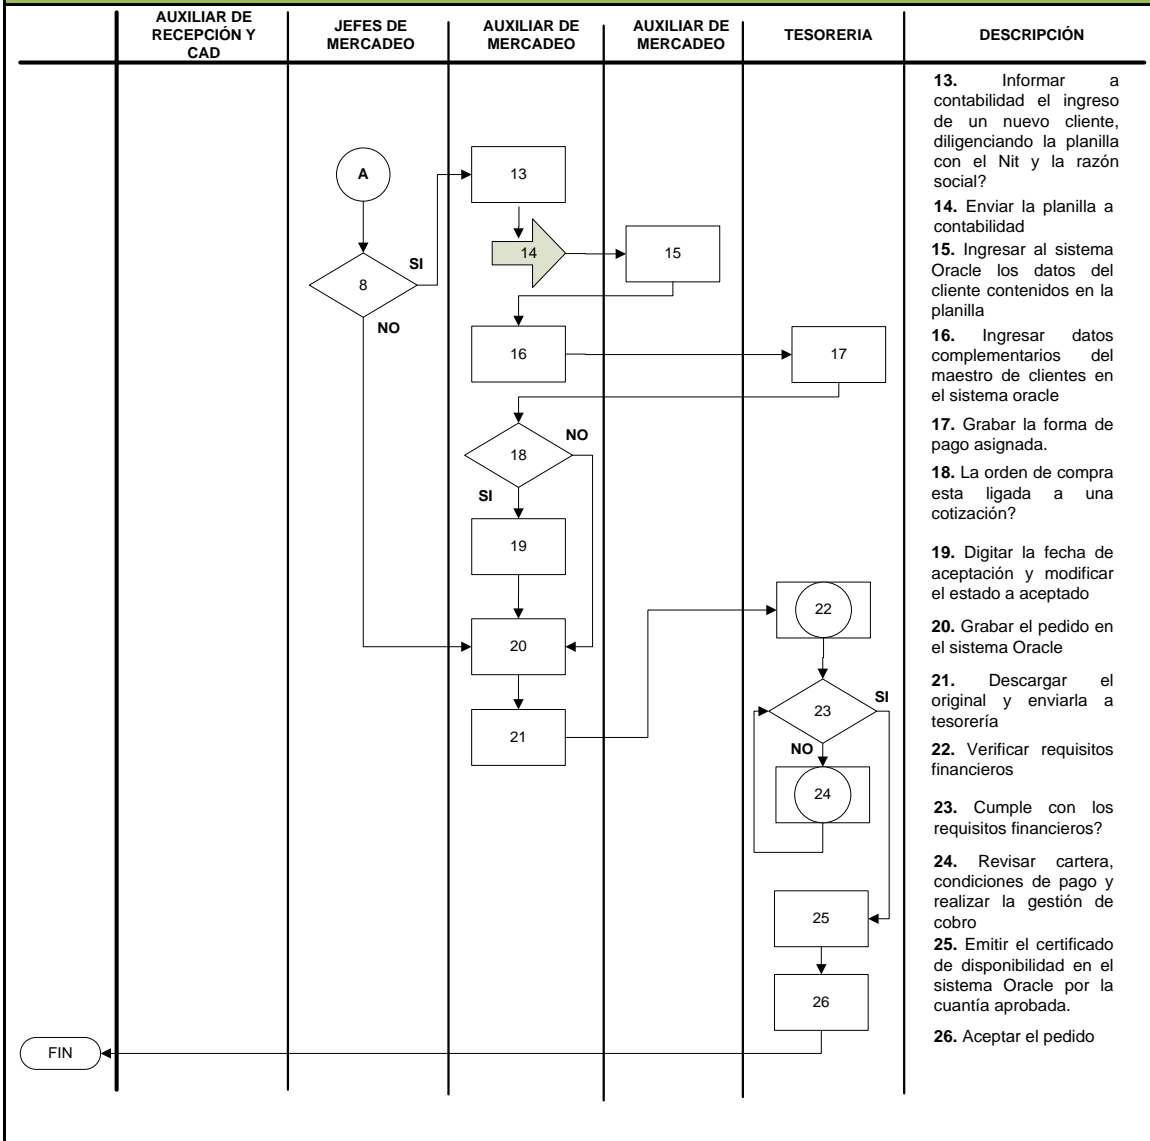 AUXILIAR DE
RECEPCIÓN Y
CAD
JEFES DE
MERCADEO
AUXILIAR DE
MERCADEO
AUXILIAR DE
MERCADEO
TESORERIA
DESCRIPCIÓN
A
8
SI
NO
13
14
15
16
17
18
NO
SI
19
20
21
22
23
SI
NO
24
25
26
FIN
13. Informar a
contabilidad el ingreso
de un nuevo cliente,
diligenciando la planilla
con el Nit y la razón
social?
14. Enviar la planilla a
contabilidad
15. Ingresar al sistema
Oracle los datos del
cliente contenidos en la
planilla
16. Ingresar datos
complementarios del
maestro de clientes en
el sistema oracle
17. Grabar la forma de
pago asignada.
18. La orden de compra
esta ligada a una
cotización?
19. Digitar la fecha de
aceptación y modificar
el estado a aceptado
20. Grabar el pedido en
el sistema Oracle
21. Descargar el
original y enviarla a
tesorería
22. Verificar requisitos
financieros
23. Cumple con los
requisitos financieros?
24. Revisar cartera,
condiciones de pago y
realizar la gestión de
cobro
25. Emitir el certificado
de disponibilidad en el
sistema Oracle por la
cuantía aprobada.
26. Aceptar el pedido